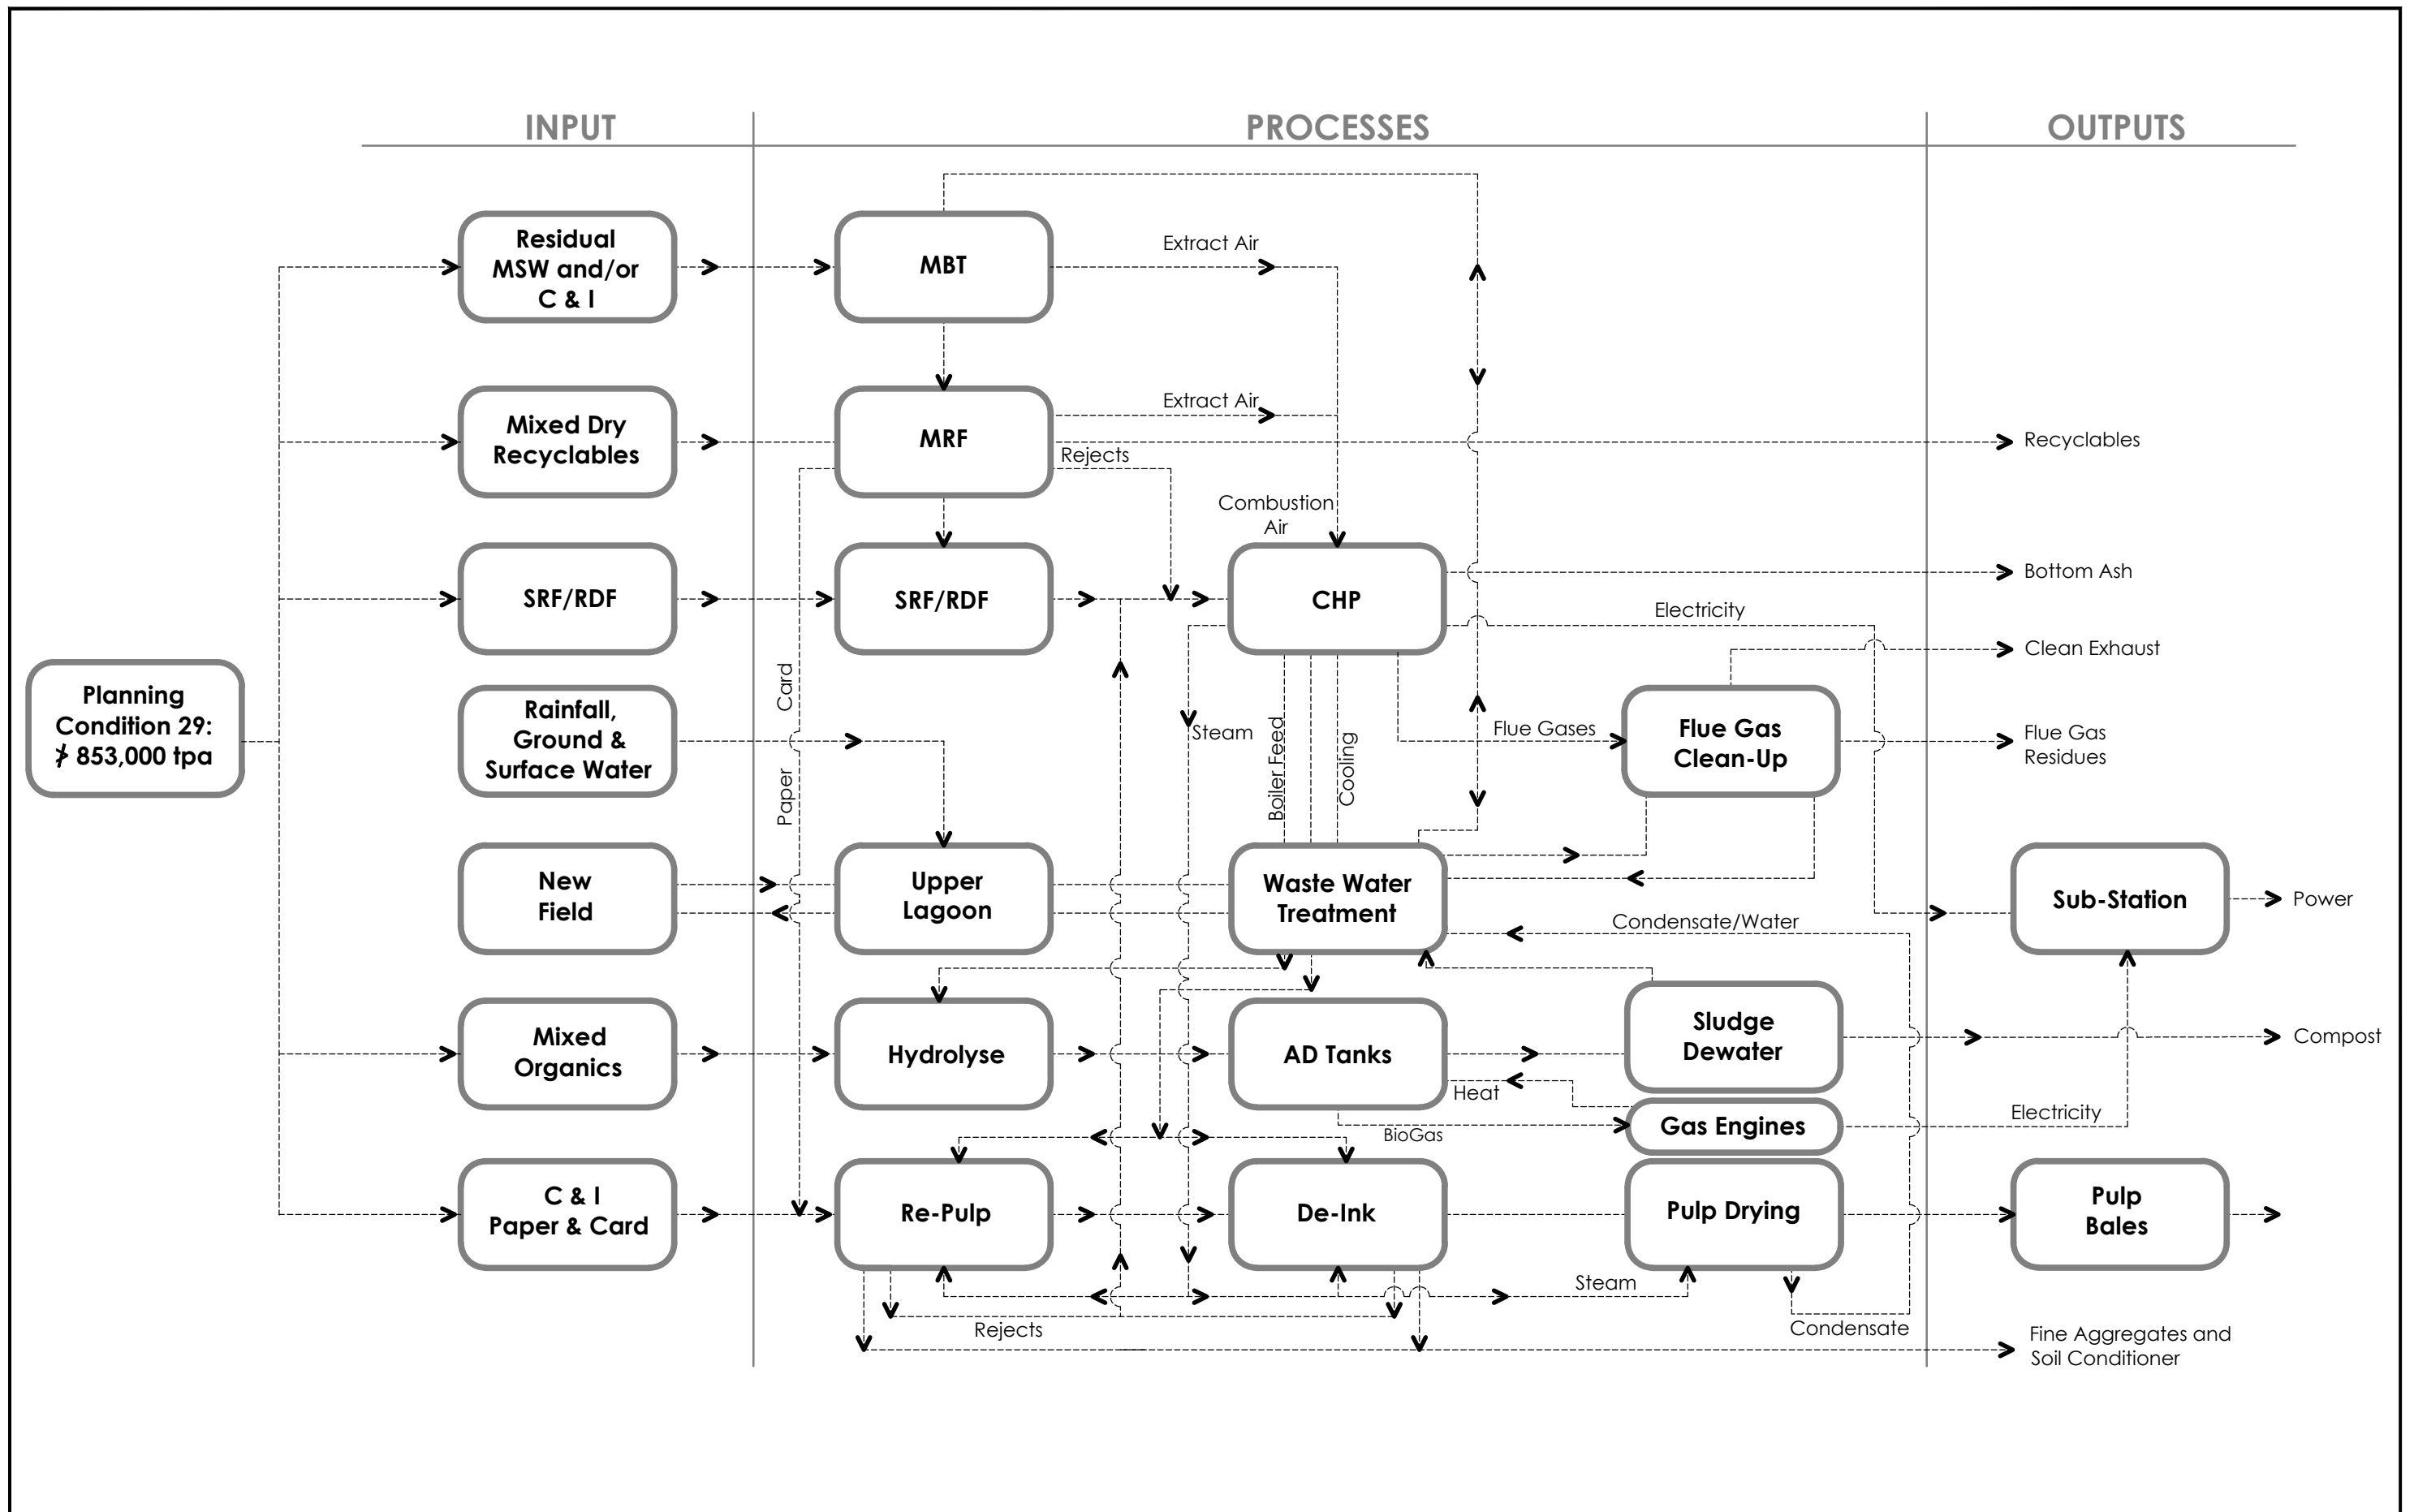 INPUT
PROCESSES
OUTPUTS
Residual
MSW and/or
C & I
MBT
Extract Air
Mixed Dry
Recyclables
MRF
Extract Air
Rejects
Recyclables
Combustion
Air
SRF/RDF
SRF/RDF
CHP
Bottom Ash
Electricity
Clean Exhaust
Planning
Condition 29:
≯ 853,000 tpa
Card
Paper
Rainfall,
Ground &
Surface Water
Steam
Boiler Feed
Cooling
Flue Gases
Flue Gas
Clean-Up
Flue Gas
Residues
New
Field
Upper
Lagoon
Waste Water
Treatment
Condensate/Water
Sub-Station
Power
Mixed
Organics
Hydrolyse
AD Tanks
Heat
BioGas
Sludge
Dewater
Compost
Gas Engines
Electricity
C & I
Paper & Card
Re-Pulp
De-Ink
Pulp Drying
Pulp
Bales
Steam
Rejects
Condensate
Fine Aggregates and
Soil Conditioner